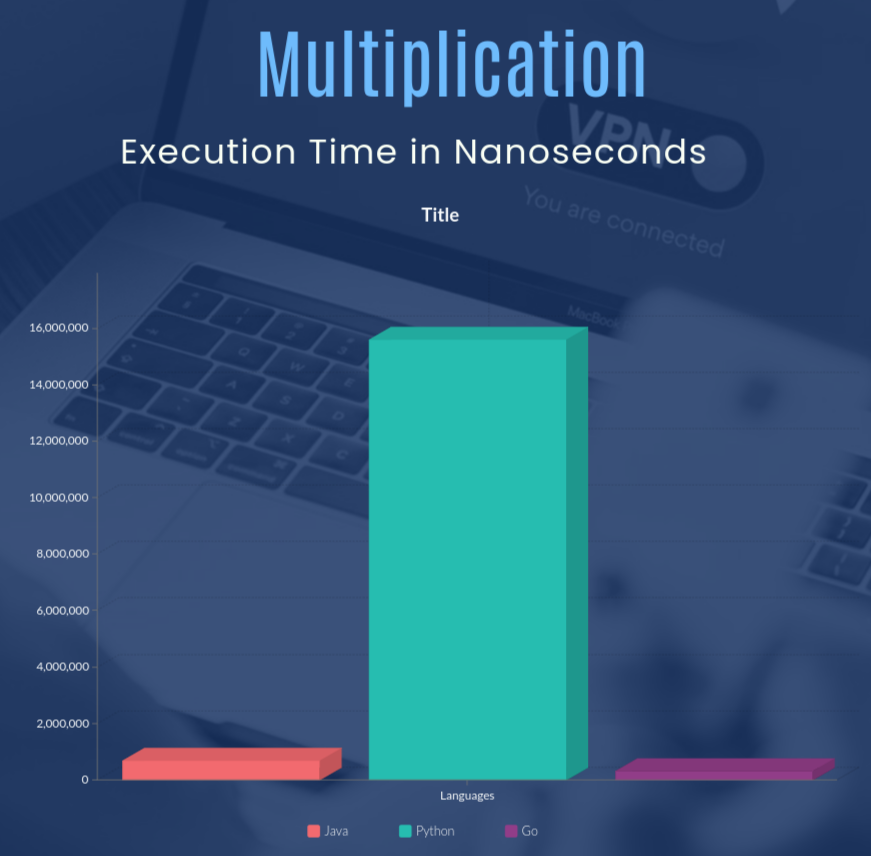 Multiplication
VPN
Execution Time in Nanoseconds
You are connected
Title
MacBook
16,000,000
14,000,000
12,000,000
10,000,000
8,000,000
6,000,000
4,000,000
2,000,000
0
Languages
Java
Python
Go